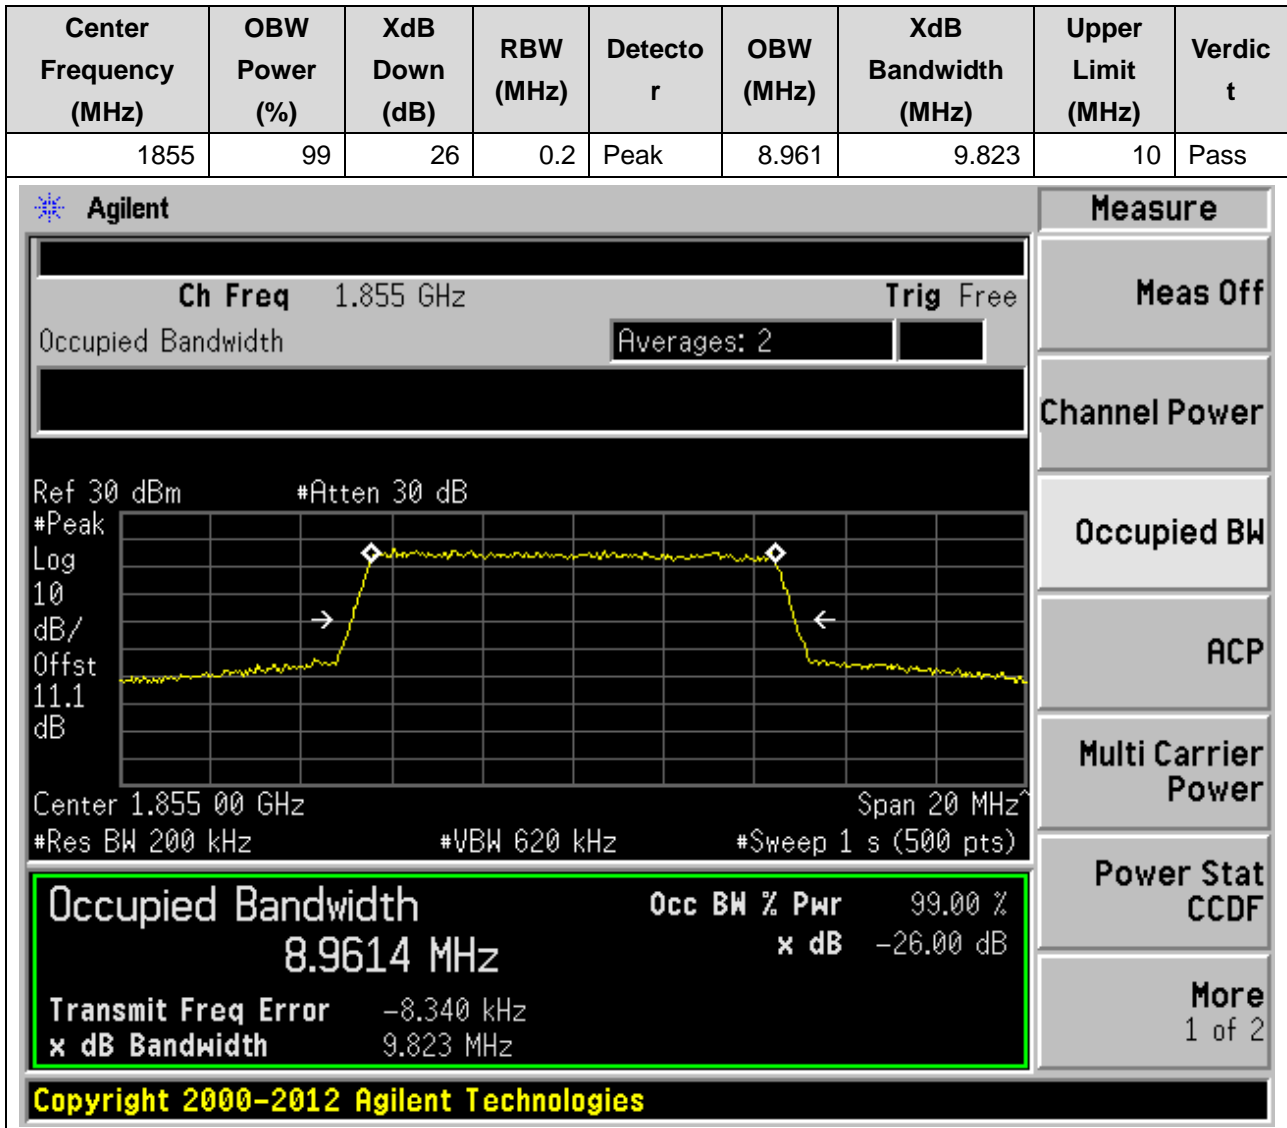 Center Frequency (MHz) OBW Power (%) XdB Down (dB) RBW (MHz) Detector OBW (MHz) XdB Bandwidth (MHz) Upper Limit (MHz) Verdict
1855 99 26 0.2 Peak 8.961 9.823 10 Pass
Agilent
Measure
Ch Freq 1.855 GHz Trig Free
Meas Off
Occupied Bandwidth Averages: 2
Channel Power
Ref 30 dBm #Atten 30 dB
#Peak
Log
10
dB/
Offst
11.1
dB
Occupied BW
ACP
Multi Carrier
Power
Center 1.855 00 GHz Span 20 MHz^
#Res BW 200 kHz #VBW 620 kHz #Sweep 1 s (500 pts)
Power Stat
CCDF
Occupied Bandwidth Occ BW % Pwr 99.00 %
8.9614 MHz x dB -26.00 dB
Transmit Freq Error -8.340 kHz
x dB Bandwidth 9.823 MHz
More
1 of 2
Copyright 2000-2012 Agilent Technologies